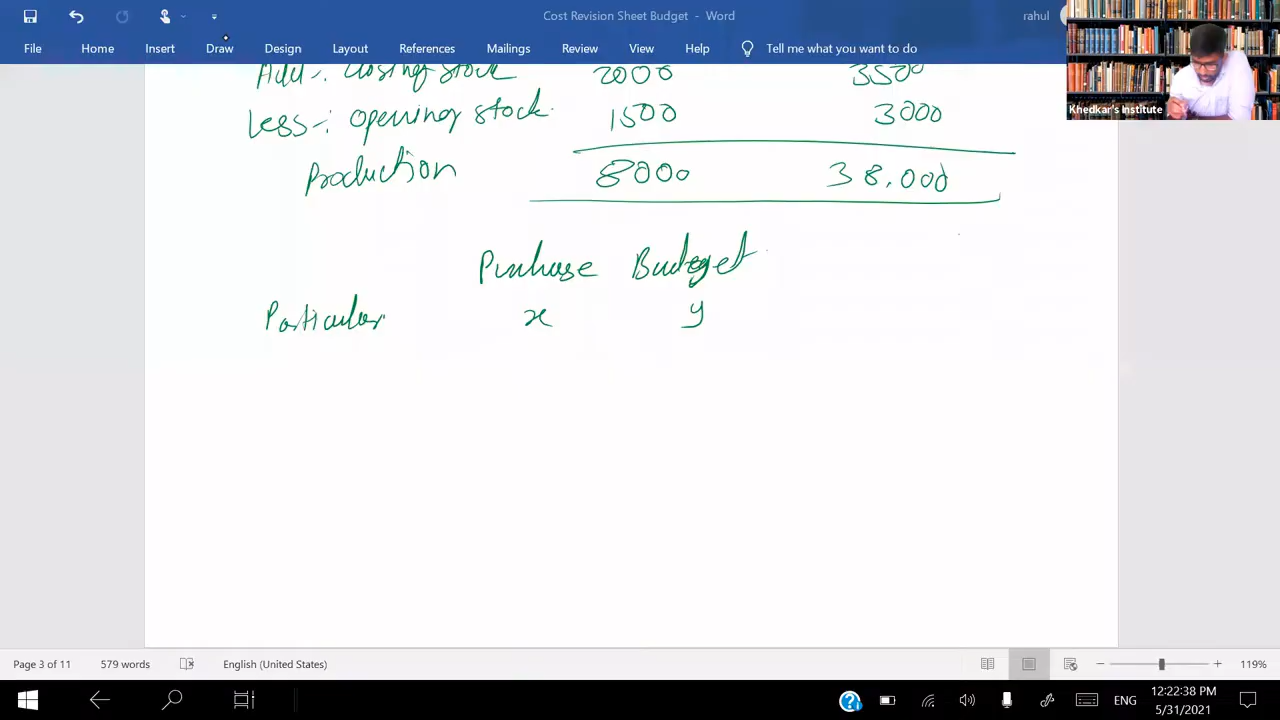 Cost Revision Sheet Budget - Word
rahul
File Home Insert Draw Design Layout References Mailings Review View Help Tell me what you want to do
Khedkar's Institute
Add :- closing stock 2000 3500
Less :- opening stock 1500 3000
Production 8000 38,000
Purchase Budget
Particular x y
Page 3 of 11 579 words English (United States) 119%
ENG
12:22:38 PM
5/31/2021